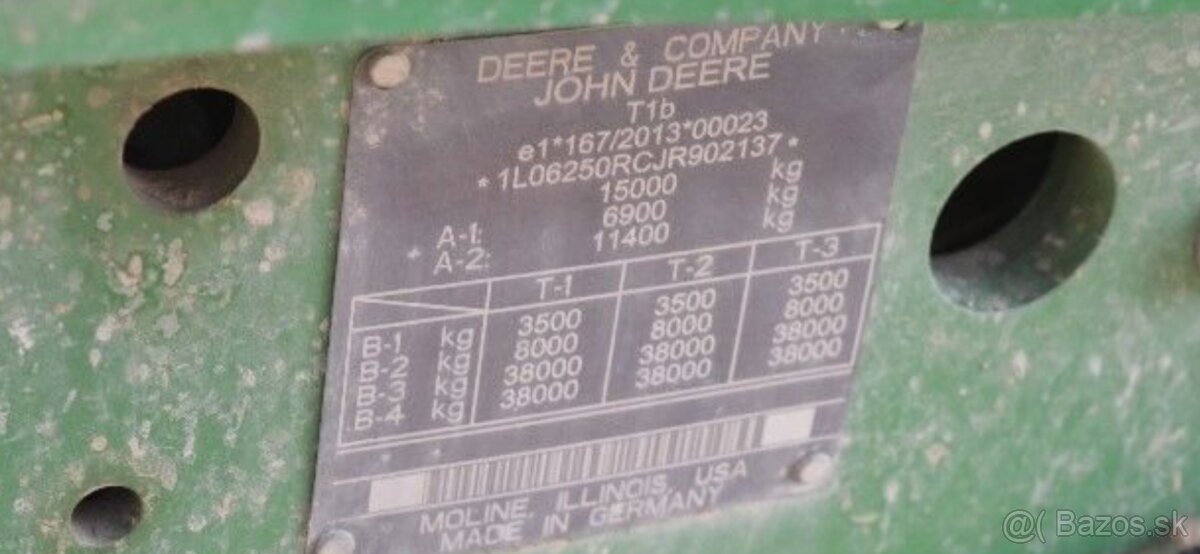 DEERE & COMPANY
JOHN DEERE
T1b
e1*167/2013*00023
*1L06250RCJR902137*
15000 kg
A-1: 6900 kg
A-2: 11400 kg
T-1 T-2 T-3
B-1 kg 3500 3500 3500
B-2 kg 8000 8000 8000
B-3 kg 38000 38000 38000
B-4 kg 38000 38000 38000
MOLINE, ILLINOIS, USA
MADE IN GERMANY
@( Bazos.sk